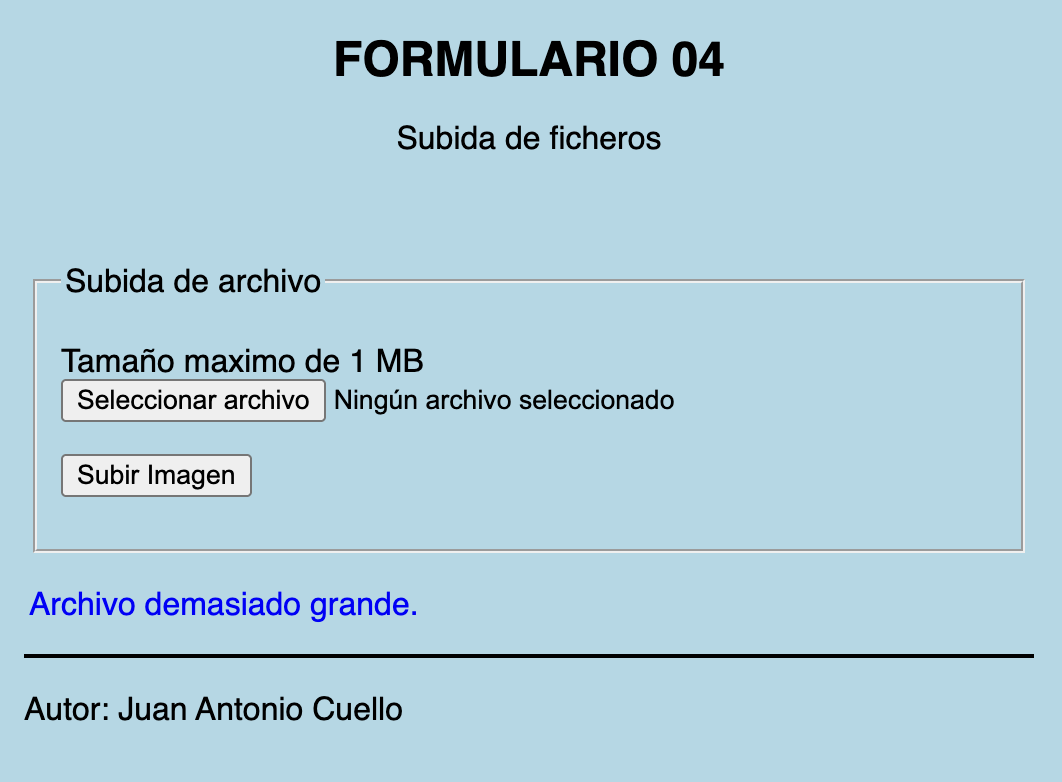 FORMULARIO 04
Subida de ficheros
Subida de archivo
Tamaño maximo de 1 MB
Seleccionar archivo Ningún archivo seleccionado
Subir Imagen
Archivo demasiado grande.
Autor: Juan Antonio Cuello